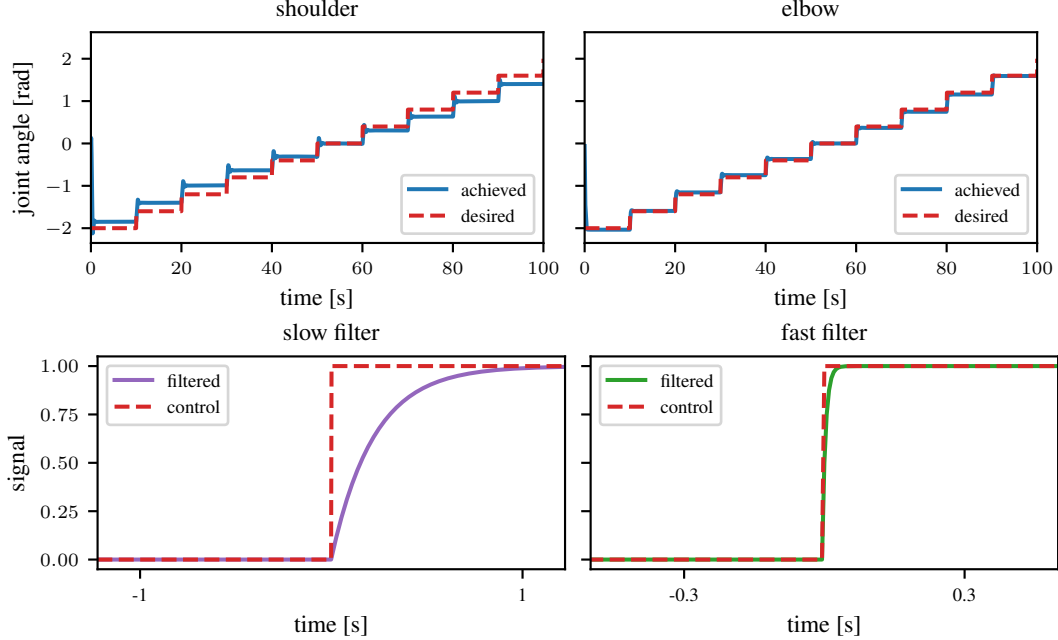 shoulder
elbow
joint angle [rad]
2
1
0
−1
−2
achieved
desired
achieved
desired
0 20 40 60 80 100
0 20 40 60 80 100
time [s]
time [s]
slow filter
fast filter
signal
1.00
0.75
0.50
0.25
0.00
filtered
control
filtered
control
-1 1
-0.3 0.3
time [s]
time [s]